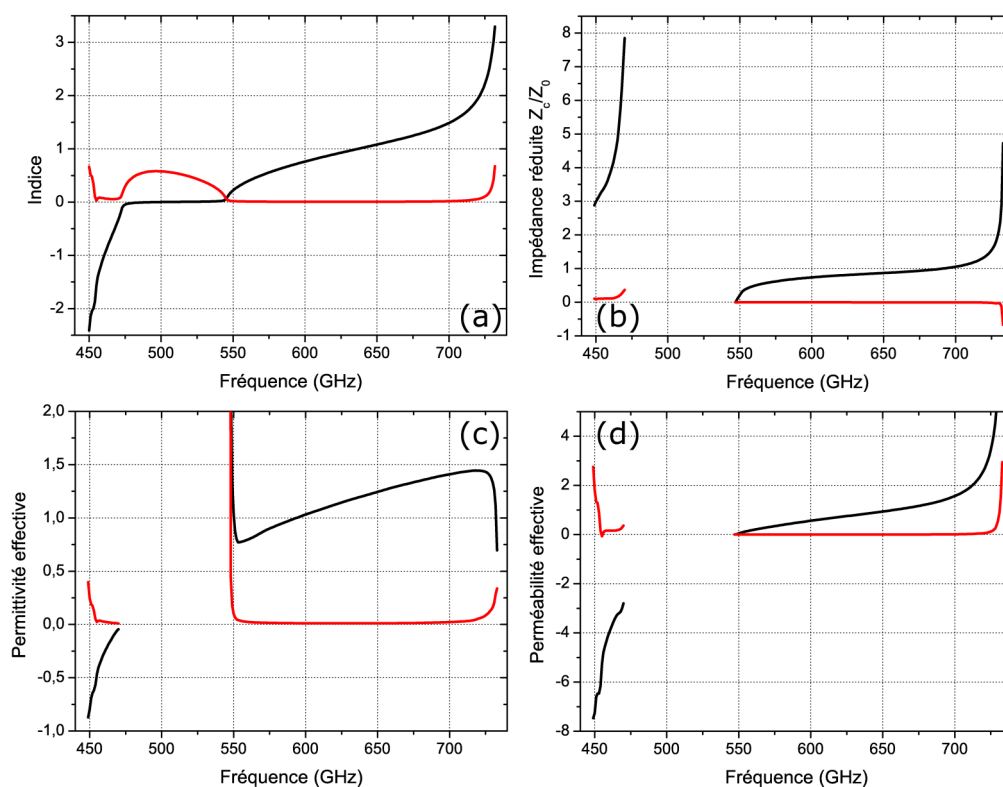 3
2
1
0
-1
-2
Indice
(a)
450 500 550 600 650 700
Fréquence (GHz)
8
7
6
5
4
3
2
1
0
-1
Impédance réduite Zc/Z0
(b)
450 500 550 600 650 700
Fréquence (GHz)
2,0
1,5
1,0
0,5
0,0
-0,5
-1,0
Permittivité effective
(c)
450 500 550 600 650 700
Fréquence (GHz)
4
2
0
-2
-4
-6
-8
Perméabilité effective
(d)
450 500 550 600 650 700
Fréquence (GHz)